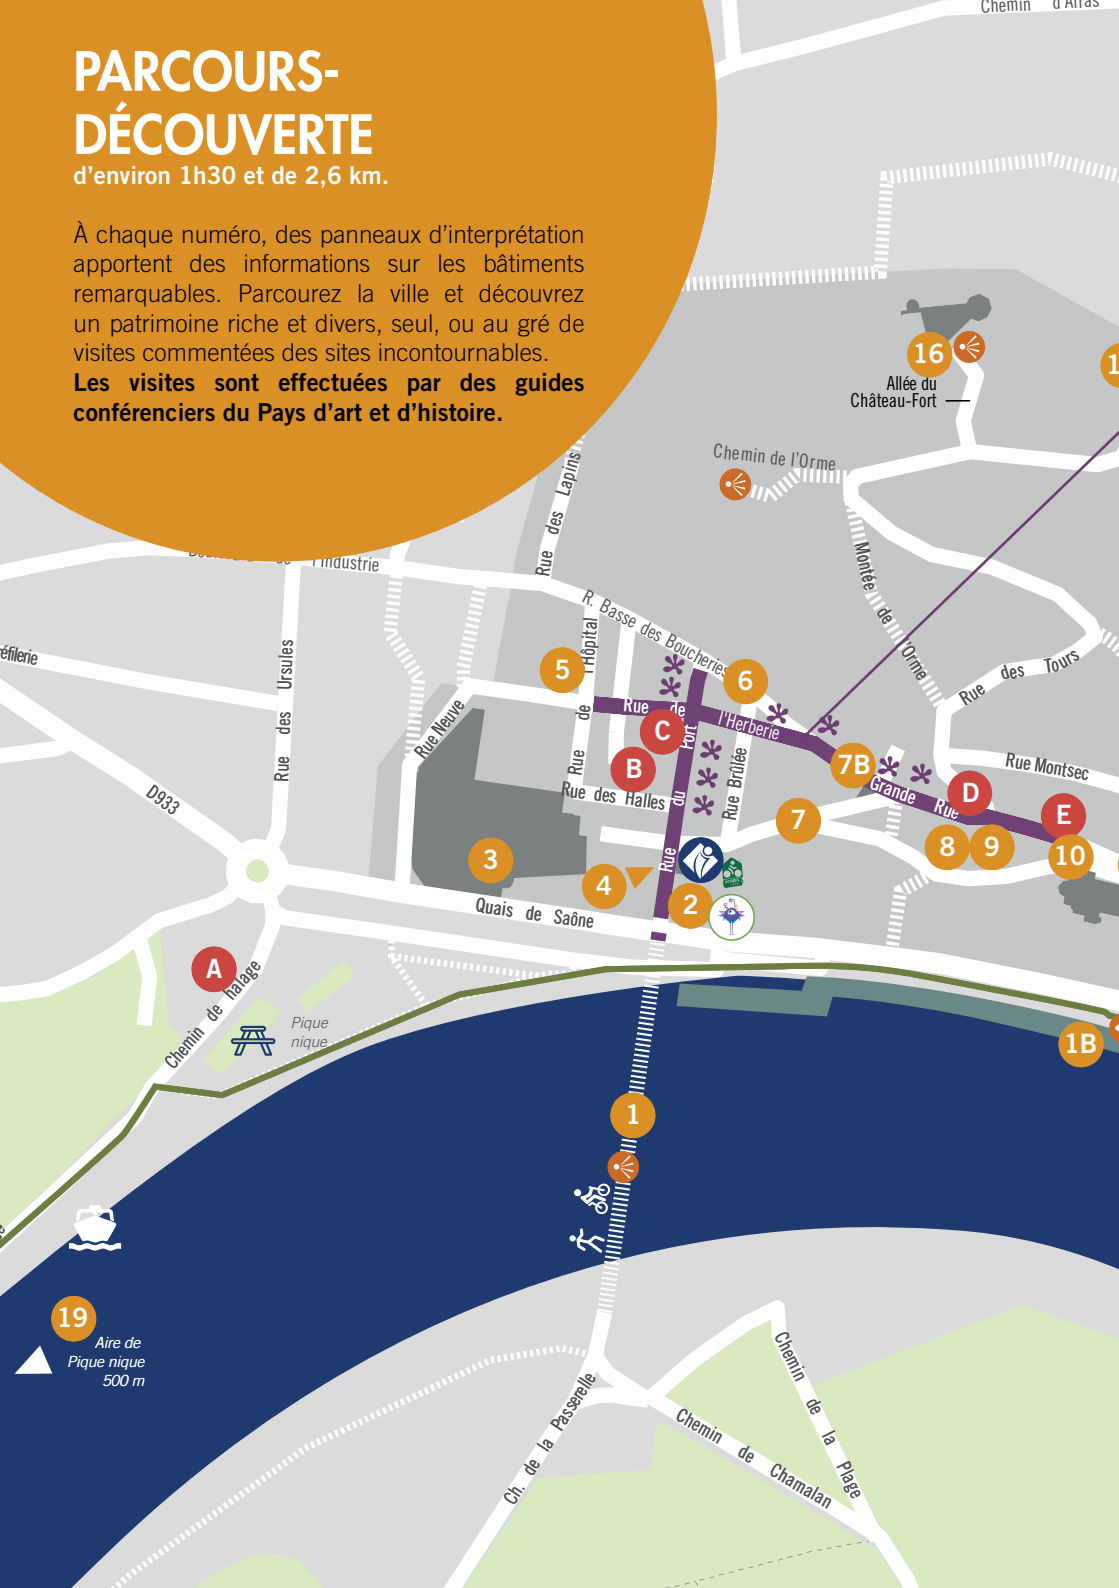 PARCOURS-
DÉCOUVERTE
d'environ 1h30 et de 2,6 km.
À chaque numéro, des panneaux d'interprétation
apportent des informations sur les bâtiments
remarquables. Parcourez la ville et découvrez
un patrimoine riche et divers, seul, ou au gré de
visites commentées des sites incontournables.
Les visites sont effectuées par des guides
conférenciers du Pays d'art et d'histoire.
Chemin d'Arras
16
Allée du
Château-Fort
Chemin de l'Orme
Rue des Lapins
l'Industrie
Montée de l'Orme
R. Basse des Boucheries
Rue de l'Hôpital
5
6
Rue des Ursules
Rue Neuve
Rue de l'Herberie
C
B
Rue du Port
Rue Brûlée
Rue des Halles
7B
Rue des Tours
Rue Montsec
Grande Rue
D
E
7
8
9
10
D933
3
4
2
Quais de Saône
A
Chemin de halage
Pique
nique
1B
1
19
Aire de
Pique nique
500 m
Ch. de la Passerelle
Chemin de la Plage
Chemin de Chamalan